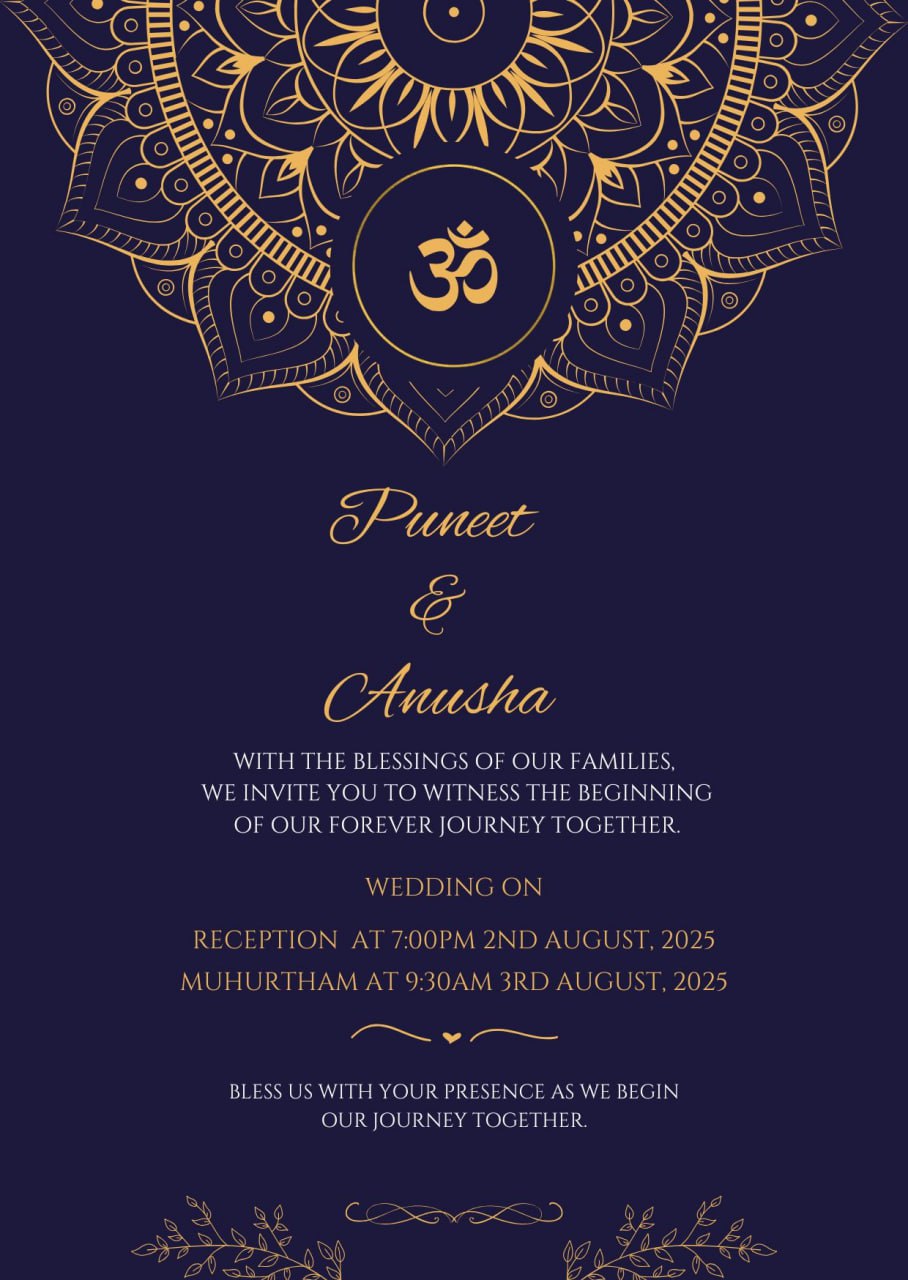 ॐ
Puneet
&
Anusha
WITH THE BLESSINGS OF OUR FAMILIES,
WE INVITE YOU TO WITNESS THE BEGINNING
OF OUR FOREVER JOURNEY TOGETHER.
WEDDING ON
RECEPTION AT 7:00PM 2ND AUGUST, 2025
MUHURTHAM AT 9:30AM 3RD AUGUST, 2025
BLESS US WITH YOUR PRESENCE AS WE BEGIN
OUR JOURNEY TOGETHER.